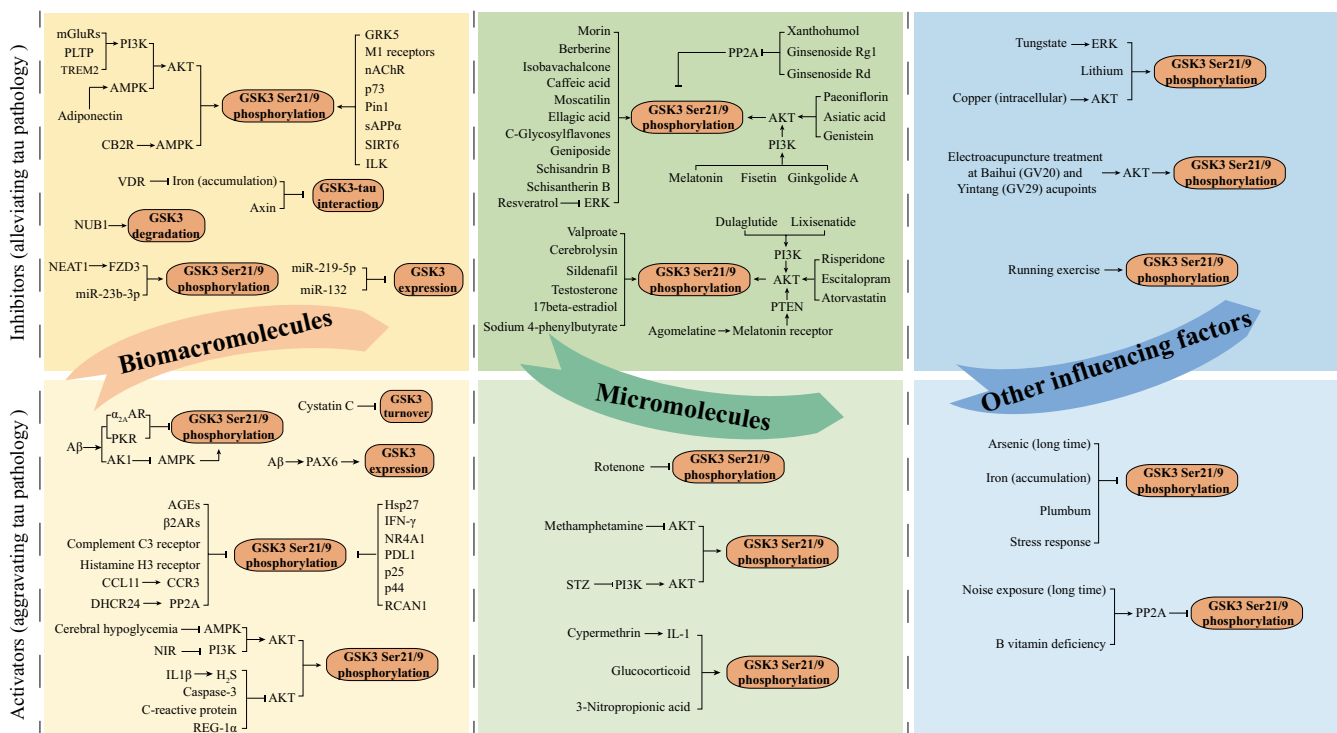 Inhibitors (alleviating tau pathology)
mGluRs
PLTP
TREM2
PI3K
AKT
AMPK
Adiponectin
CB2R
AMPK
GSK3 Ser21/9
phosphorylation
GRK5
M1 receptors
nAChR
p73
Pin1
sAPPα
SIRT6
ILK
VDR
Iron (accumulation)
Axin
GSK3-tau
interaction
NUB1
GSK3
degradation
NEAT1
FZD3
miR-23b-3p
GSK3 Ser21/9
phosphorylation
miR-219-5p
miR-132
GSK3
expression
Biomacromolecules
Morin
Berberine
Isobavachalcone
Caffeic acid
Moscatilin
Ellagic acid
C-Glycosylflavones
Geniposide
Schisandrin B
Schisantherin B
Resveratrol
ERK
GSK3 Ser21/9
phosphorylation
PP2A
Xanthohumol
Ginsenoside Rg1
Ginsenoside Rd
AKT
Paeoniflorin
Asiatic acid
Genistein
PI3K
Melatonin
Fisetin
Ginkgolide A
Valproate
Cerebrolysin
Sildenafil
Testosterone
17beta-estradiol
Sodium 4-phenylbutyrate
GSK3 Ser21/9
phosphorylation
Dulaglutide
Lixisenatide
PI3K
AKT
PTEN
Risperidone
Escitalopram
Atorvastatin
Agomelatine
Melatonin receptor
Micromolecules
Tungstate
ERK
Lithium
Copper (intracellular)
AKT
GSK3 Ser21/9
phosphorylation
Electroacupuncture treatment
at Baihui (GV20) and
Yintang (GV29) acupoints
AKT
GSK3 Ser21/9
phosphorylation
Running exercise
GSK3 Ser21/9
phosphorylation
Other influencing factors
Activators (aggravating tau pathology)
Aβ
α2AAR
PKR
AK1
AMPK
GSK3 Ser21/9
phosphorylation
Cystatin C
GSK3
turnover
Aβ
PAX6
GSK3
expression
AGEs
β2ARs
Complement C3 receptor
Histamine H3 receptor
CCL11
CCR3
DHCR24
PP2A
GSK3 Ser21/9
phosphorylation
Hsp27
IFN-γ
NR4A1
PDL1
p25
p44
RCAN1
Cerebral hypoglycemia
AMPK
NIR
PI3K
AKT
IL1β
H2S
Caspase-3
C-reactive protein
REG-1α
AKT
GSK3 Ser21/9
phosphorylation
Rotenone
GSK3 Ser21/9
phosphorylation
Methamphetamine
AKT
STZ
PI3K
AKT
GSK3 Ser21/9
phosphorylation
Cypermethrin
IL-1
Glucocorticoid
3-Nitropropionic acid
GSK3 Ser21/9
phosphorylation
Arsenic (long time)
Iron (accumulation)
Plumbum
Stress response
GSK3 Ser21/9
phosphorylation
Noise exposure (long time)
B vitamin deficiency
PP2A
GSK3 Ser21/9
phosphorylation